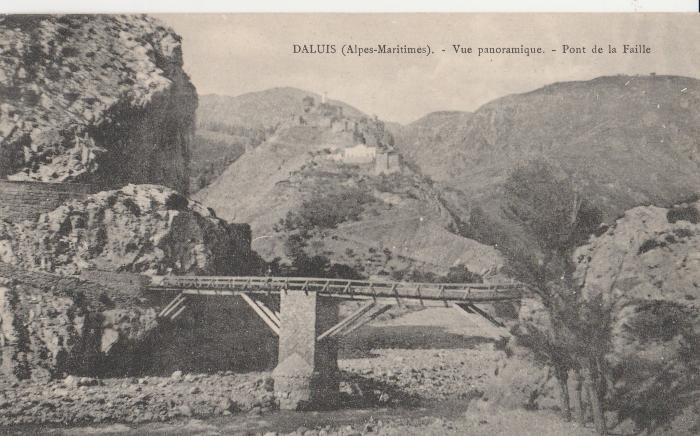 DALUIS (Alpes-Maritimes). - Vue panoramique. - Pont de la Faille